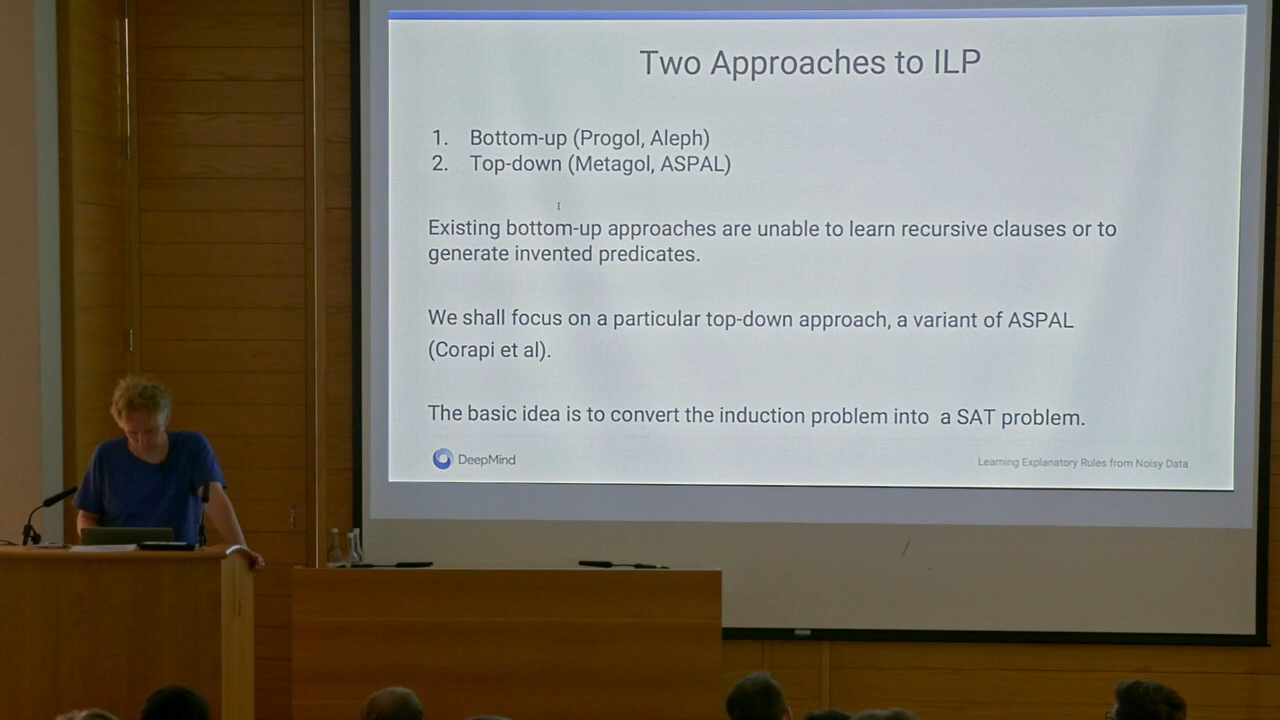 Two Approaches to ILP
1. Bottom-up (Progol, Aleph)
2. Top-down (Metagol, ASPAL)
Existing bottom-up approaches are unable to learn recursive clauses or to
generate invented predicates.
We shall focus on a particular top-down approach, a variant of ASPAL
(Corapi et al).
The basic idea is to convert the induction problem into a SAT problem.
DeepMind
Learning Explanatory Rules from Noisy Data